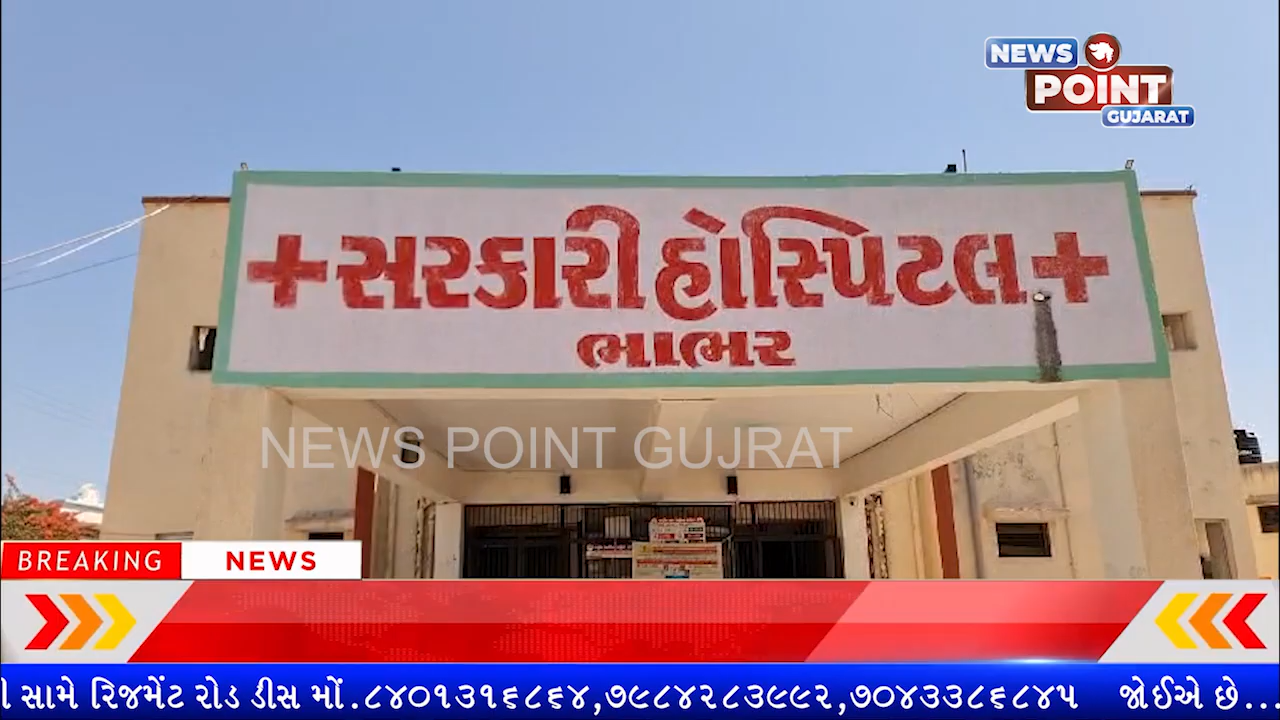 NEWS
POINT
GUJARAT
+ સરકારી હોસ્પિટલ +
ભાભર
NEWS POINT GUJRAT
BREAKING NEWS
ી સામે રિજમેંટ રોડ ડીસ મોં.૮૪૦૧૩૧૬૮૬૪,૭૯૮૪૨૮૩૯૯૨,૭૦૪૩૩૮૬૮૪૫ જોઈએ છે...